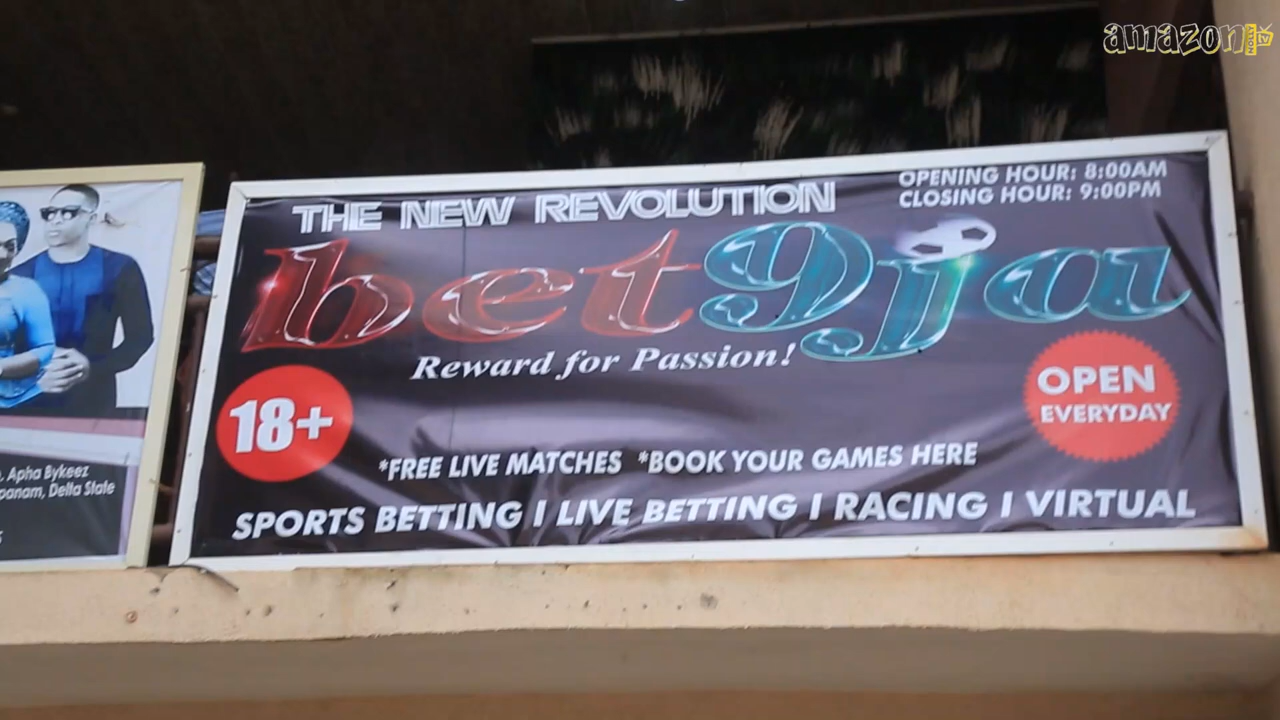 amazon
TV
OPENING HOUR: 8:00AM
CLOSING HOUR: 9:00PM
THE NEW REVOLUTION
bet9ja
Reward for Passion!
18+
OPEN
EVERYDAY
*FREE LIVE MATCHES *BOOK YOUR GAMES HERE
SPORTS BETTING I LIVE BETTING I RACING I VIRTUAL
Apha Bykeez
Delta State